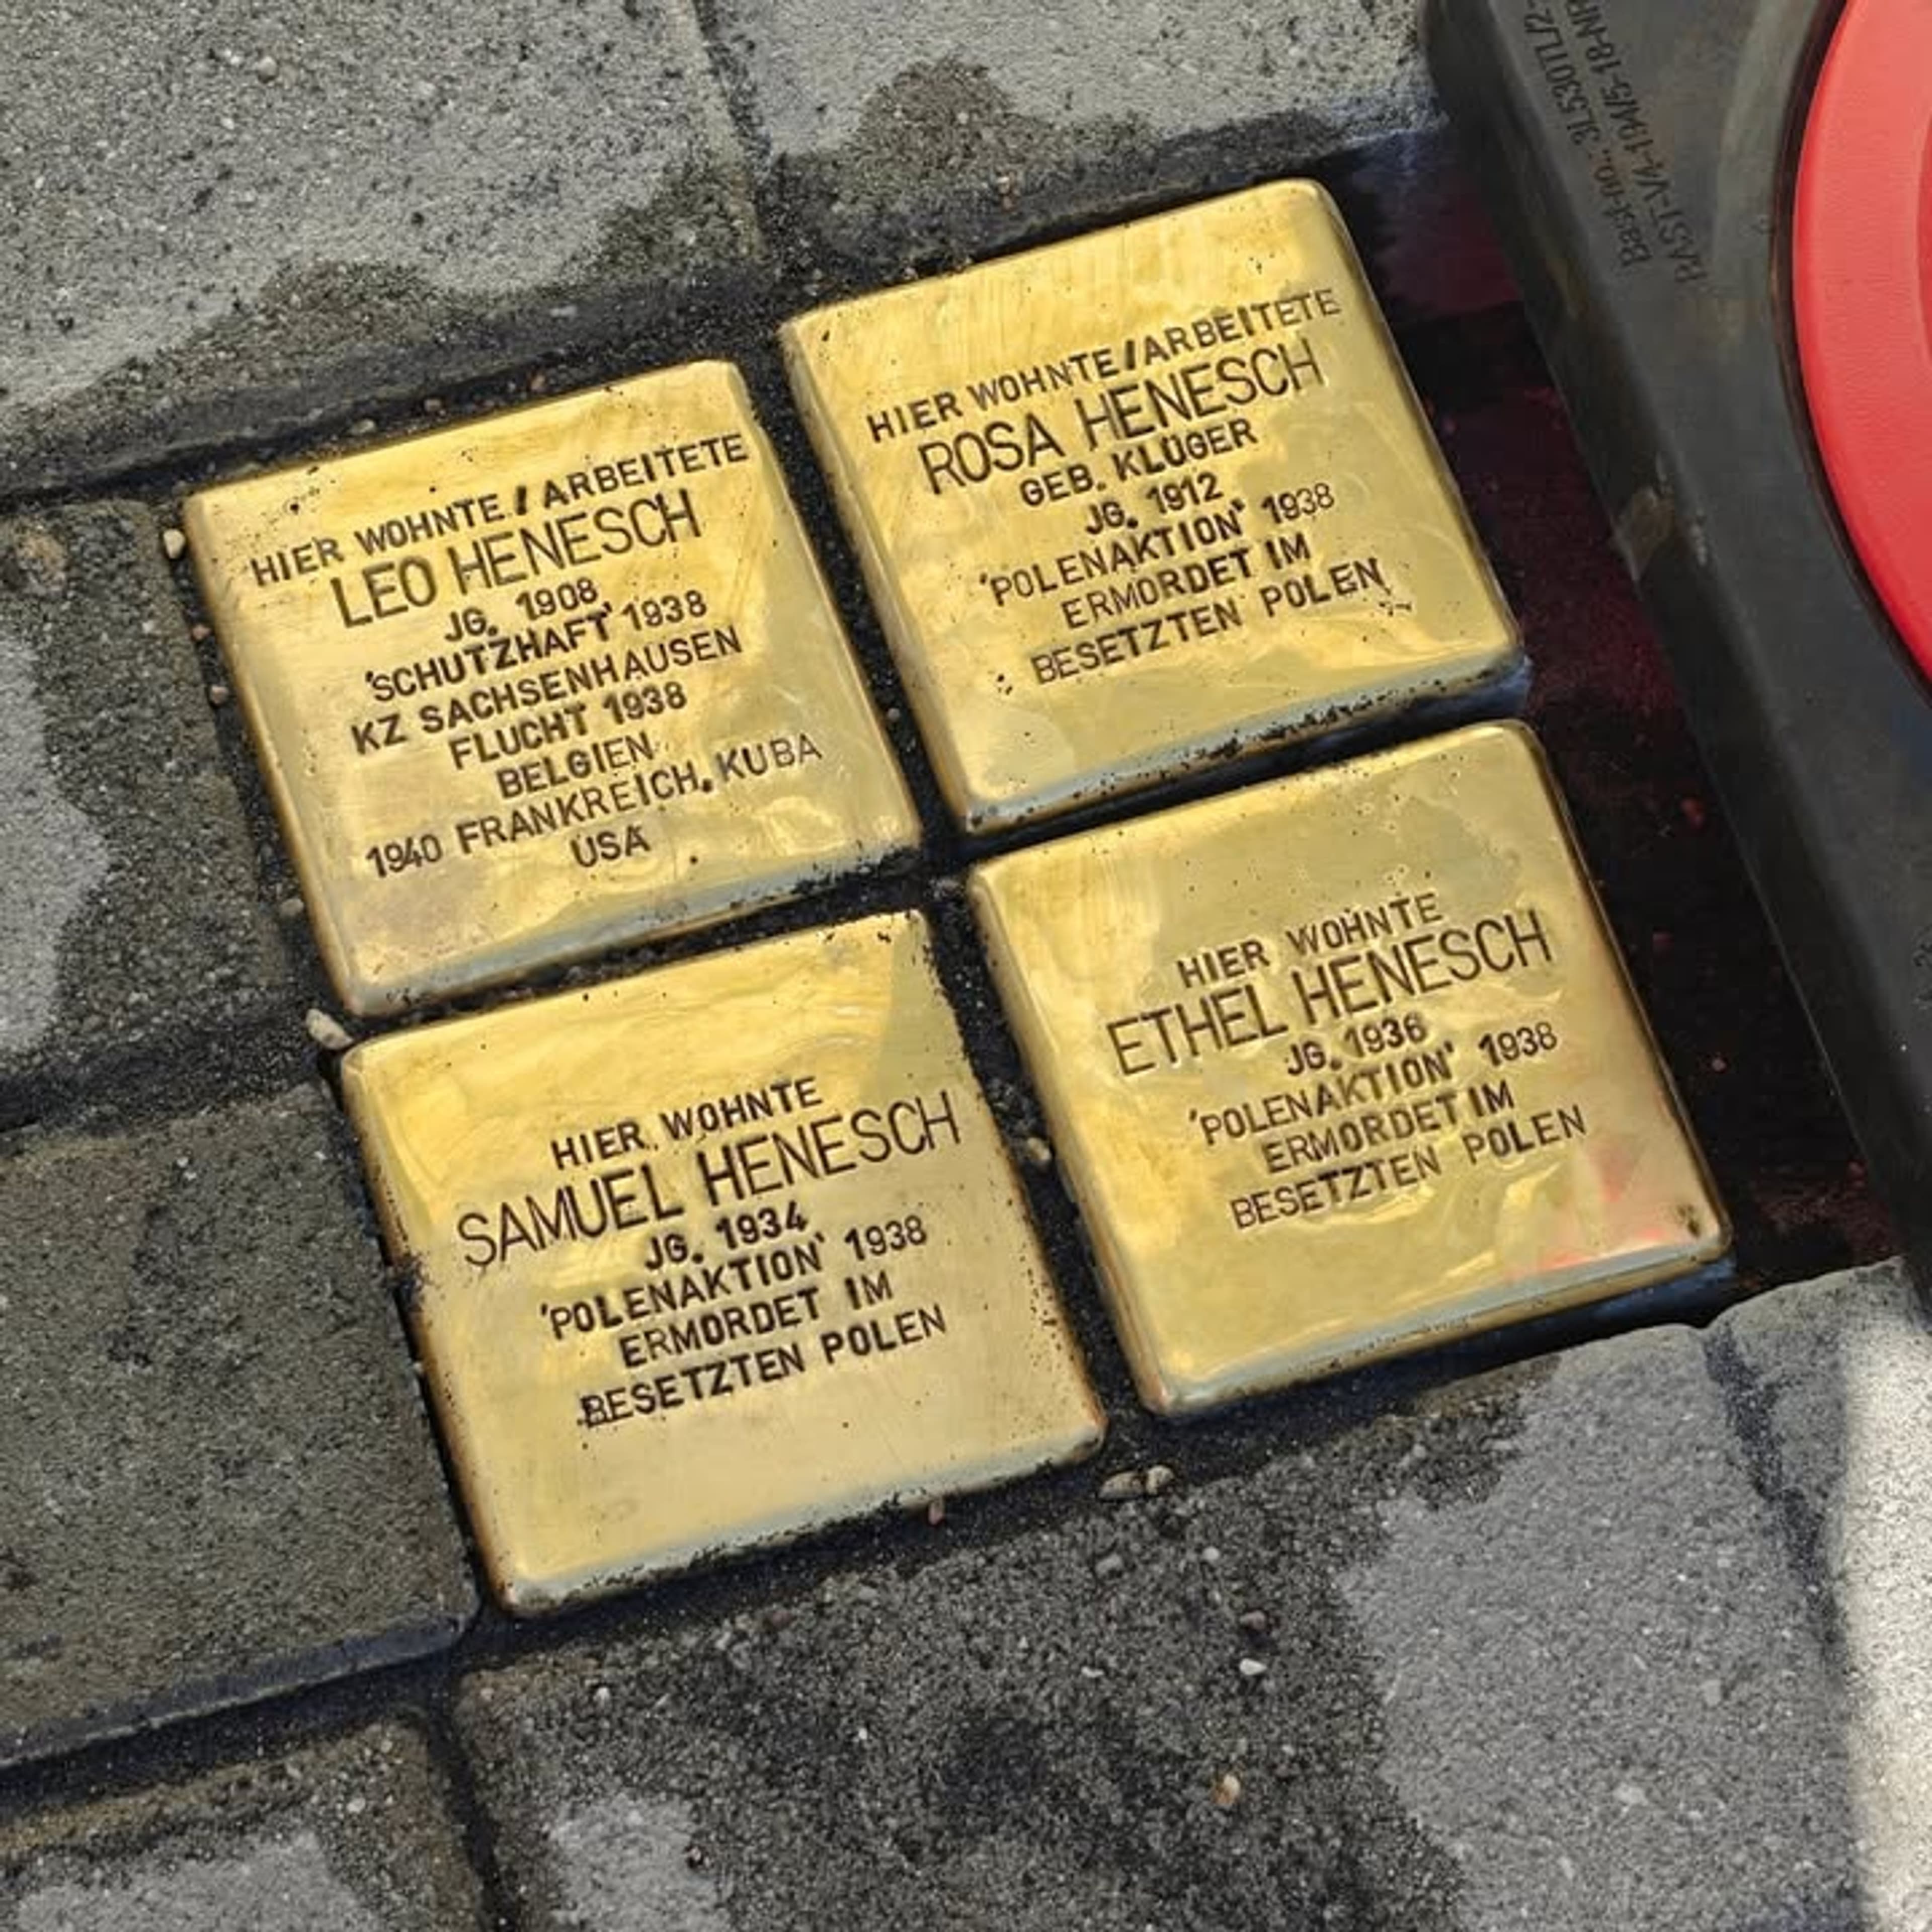 HIER WOHNTE / ARBEITETE
LEO HENESCH
JG. 1908
'SCHUTZHAFT' 1938
KZ SACHSENHAUSEN
FLUCHT 1938
BELGIEN
1940 FRANKREICH, KUBA
USA
HIER WOHNTE / ARBEITETE
ROSA HENESCH
GEB. KLÜGER
JG. 1912
'POLENAKTION' 1938
ERMORDET IM
BESETZTEN POLEN
HIER WOHNTE
SAMUEL HENESCH
JG. 1934
'POLENAKTION' 1938
ERMORDET IM
BESETZTEN POLEN
HIER WOHNTE
ETHEL HENESCH
JG. 1936
'POLENAKTION' 1938
ERMORDET IM
BESETZTEN POLEN